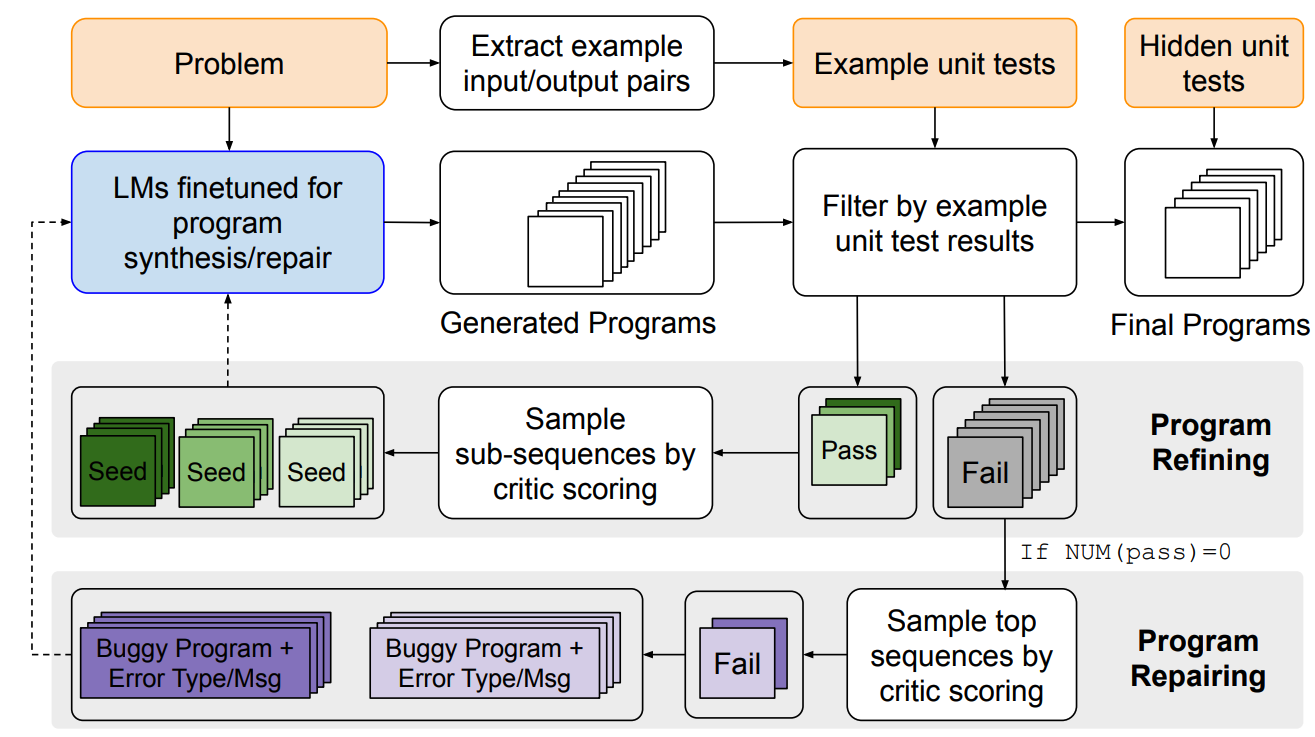 Problem
Extract example
input/output pairs
Example unit tests
Hidden unit
tests
LMs finetuned for
program
synthesis/repair
Generated Programs
Filter by example
unit test results
Final Programs
Seed
Seed
Seed
Sample
sub-sequences by
critic scoring
Pass
Fail
Program
Refining
If NUM(pass)=0
Buggy Program +
Error Type/Msg
Buggy Program +
Error Type/Msg
Fail
Sample top
sequences by
critic scoring
Program
Repairing